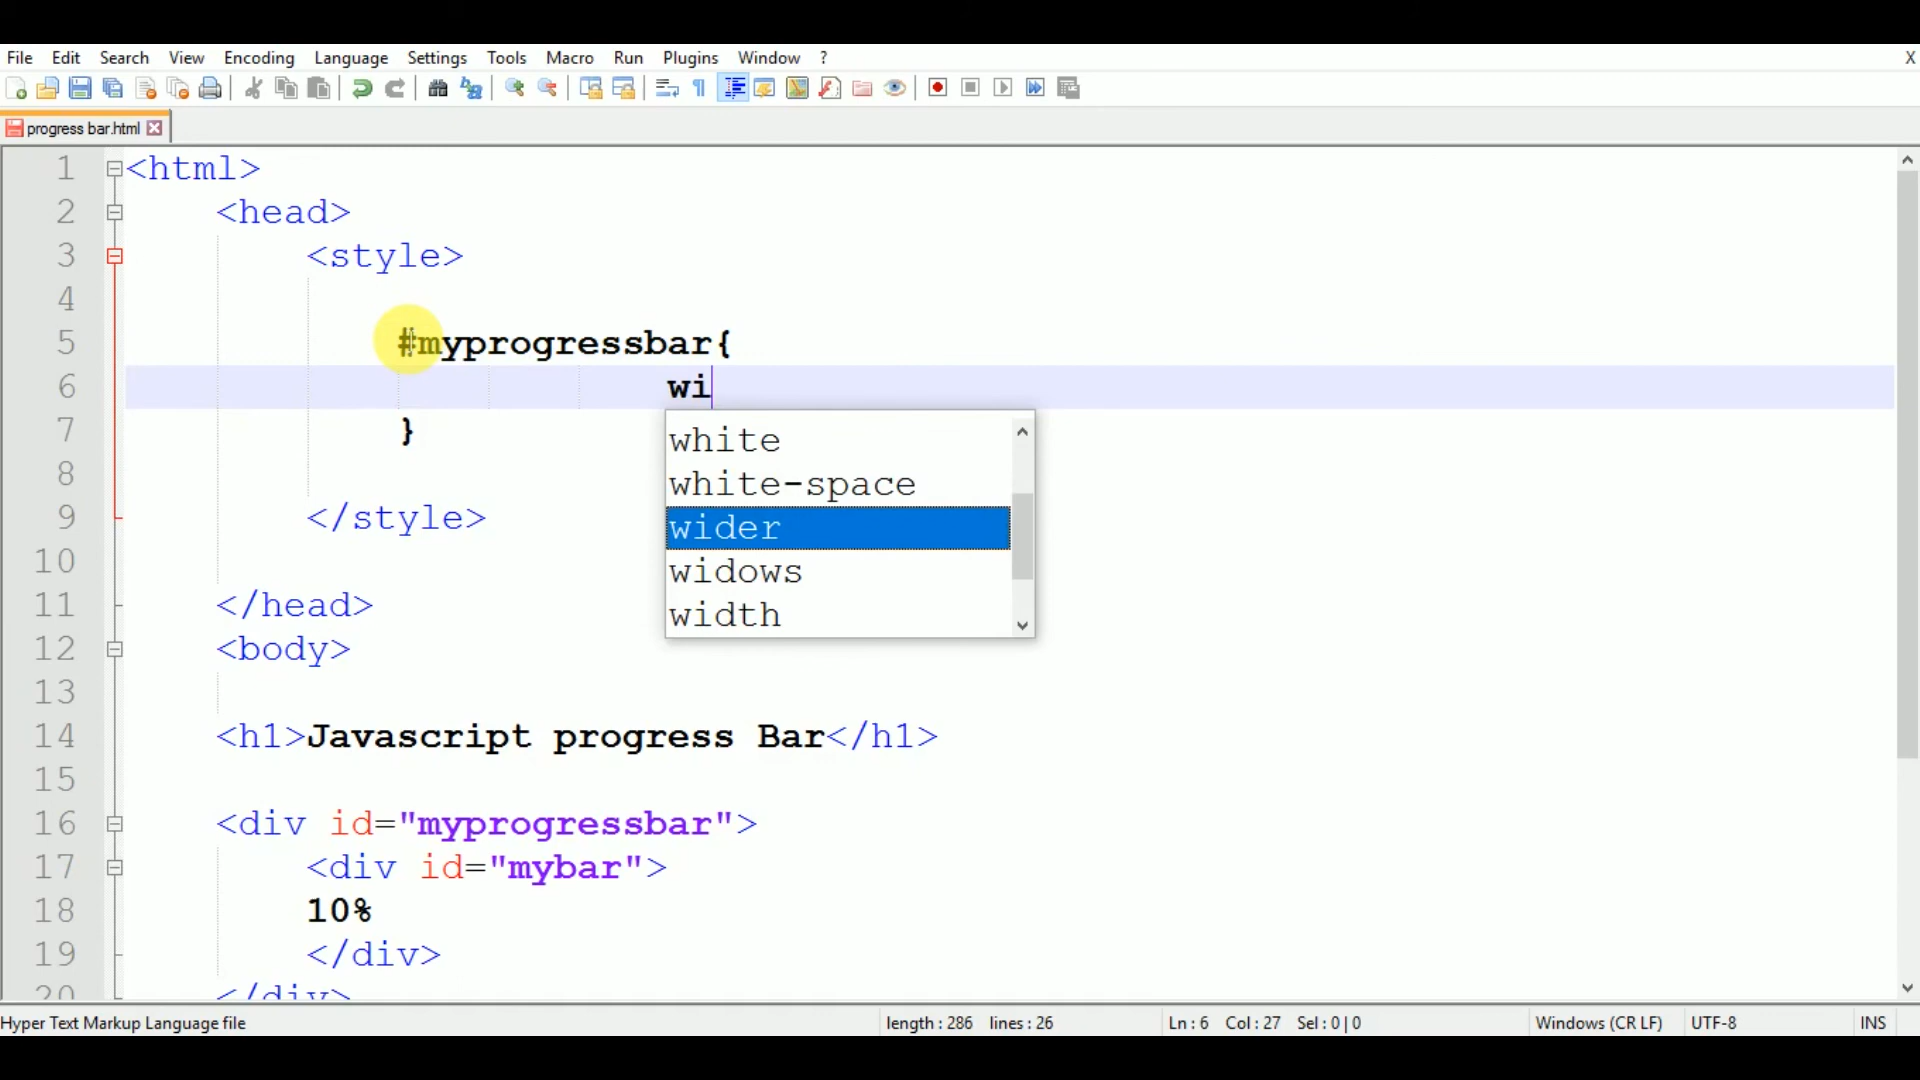 File Edit Search View Encoding Language Settings Tools Macro Run Plugins Window ? X
progress bar.html
1 <html>
2 <head>
3 <style>
4
5 #myprogressbar{
6 wi
white
7 }
white-space
8
9 </style>
wider
10
widows
11 </head>
width
12 <body>
13
14 <h1>Javascript progress Bar</h1>
15
16 <div id="myprogressbar">
17 <div id="mybar">
18 10%
19 </div>
20 </div>
Hyper Text Markup Language file length : 286 lines : 26 Ln : 6 Col : 27 Sel : 0 | 0 Windows (CR LF) UTF-8 INS